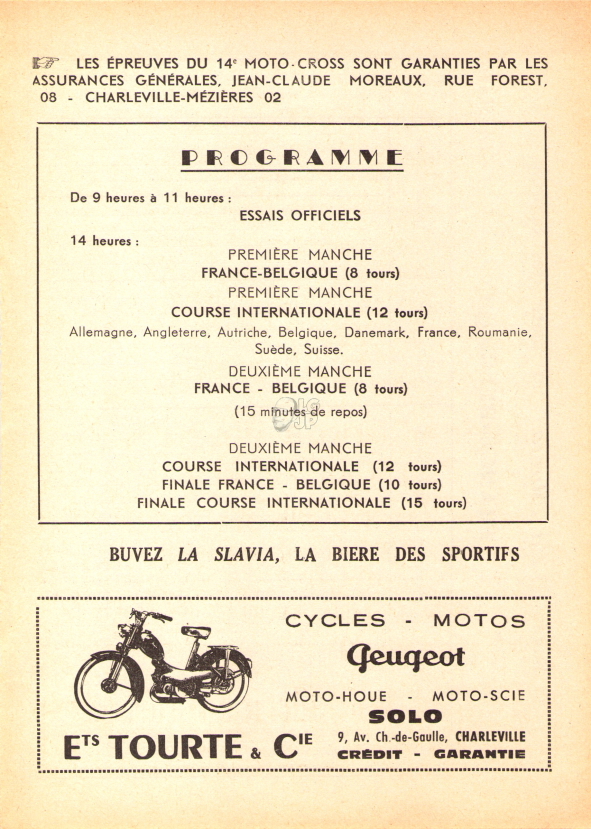 LES ÉPREUVES DU 14e MOTO-CROSS SONT GARANTIES PAR LES
ASSURANCES GÉNÉRALES, JEAN-CLAUDE MOREAUX, RUE FOREST,
08 - CHARLEVILLE-MÉZIÈRES 02
PROGRAMME
De 9 heures à 11 heures :
ESSAIS OFFICIELS
14 heures :
PREMIÈRE MANCHE
FRANCE-BELGIQUE (8 tours)
PREMIÈRE MANCHE
COURSE INTERNATIONALE (12 tours)
Allemagne, Angleterre, Autriche, Belgique, Danemark, France, Roumanie,
Suède, Suisse.
DEUXIÈME MANCHE
FRANCE - BELGIQUE (8 tours)
(15 minutes de repos)
DEUXIÈME MANCHE
COURSE INTERNATIONALE (12 tours)
FINALE FRANCE - BELGIQUE (10 tours)
FINALE COURSE INTERNATIONALE (15 tours)
BUVEZ LA SLAVIA, LA BIERE DES SPORTIFS
CYCLES - MOTOS
Peugeot
MOTO-HOUE - MOTO-SCIE
SOLO
9, Av. Ch.-de-Gaulle, CHARLEVILLE
CRÉDIT - GARANTIE
ETS TOURTE & CIE